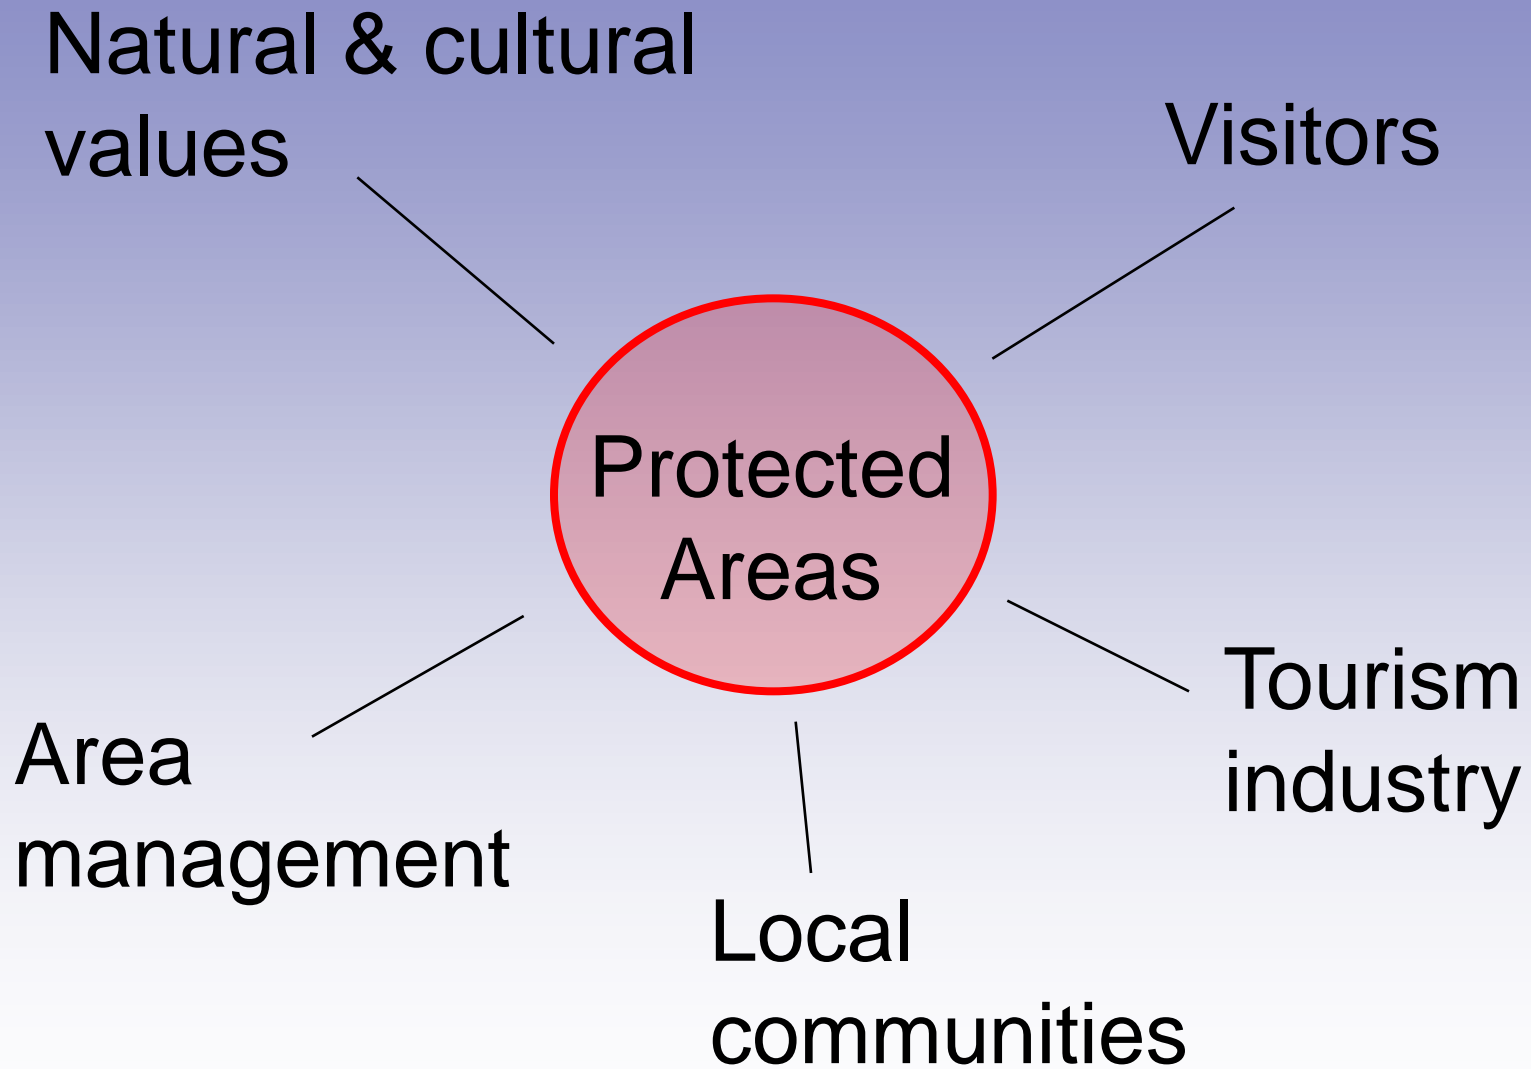 Natural & cultural
values
Visitors
Protected
Areas
Tourism
industry
Area
management
Local
communities